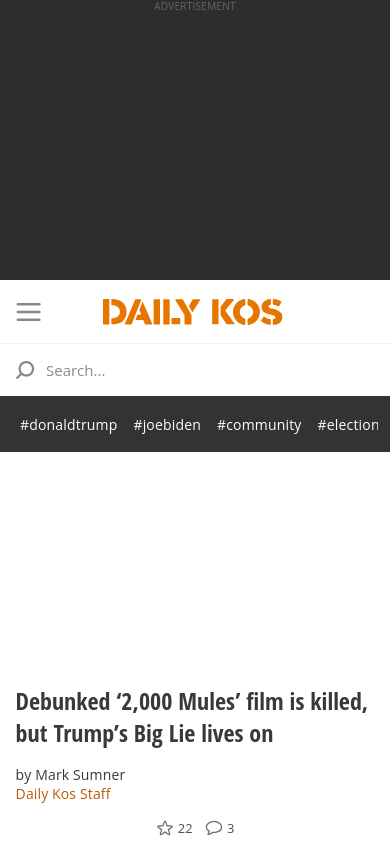 ADVERTISEMENT
DAILY KOS
Search...
#donaldtrump #joebiden #community #election
Debunked ‘2,000 Mules’ film is killed,
but Trump’s Big Lie lives on
by Mark Sumner
Daily Kos Staff
22 3